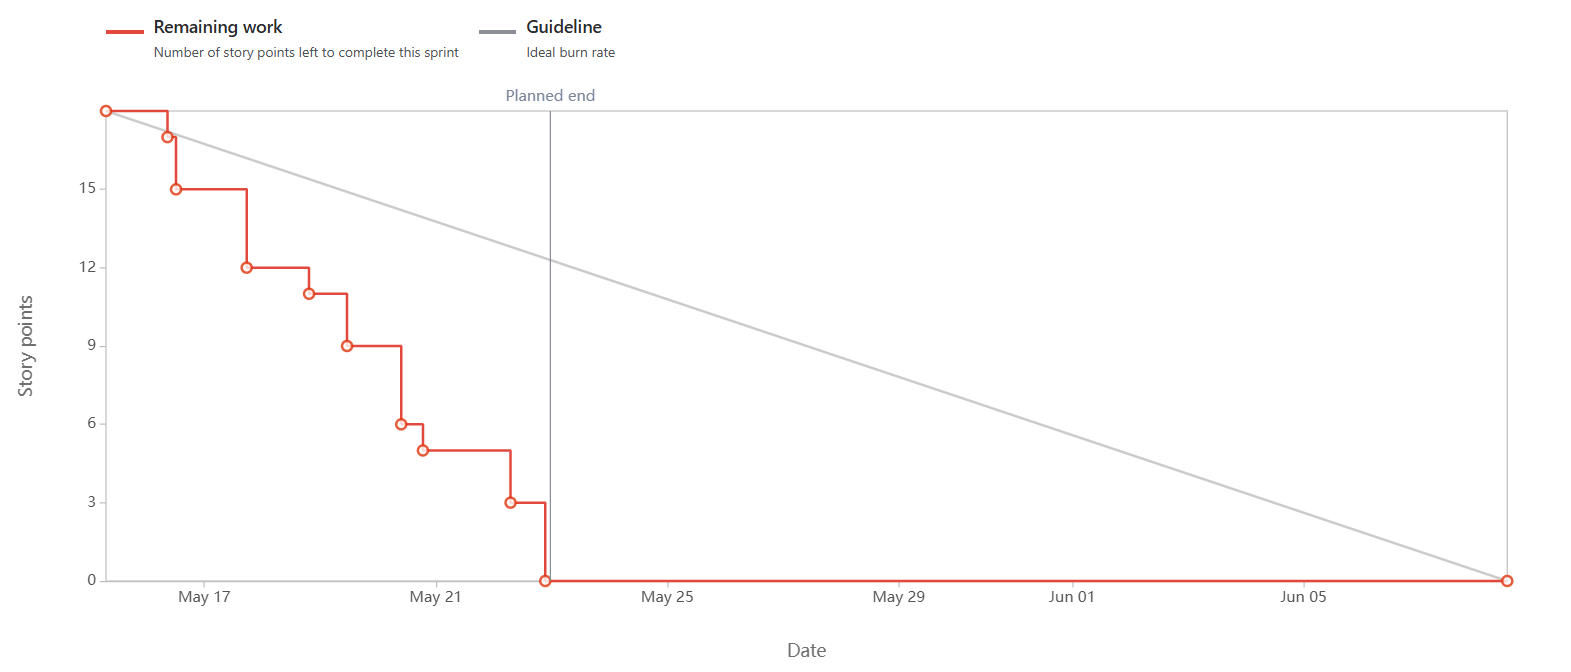 Remaining work
Number of story points left to complete this sprint
Guideline
Ideal burn rate
Planned end
15
12
9
6
3
0
Story points
May 17
May 21
May 25
May 29
Jun 01
Jun 05
Date